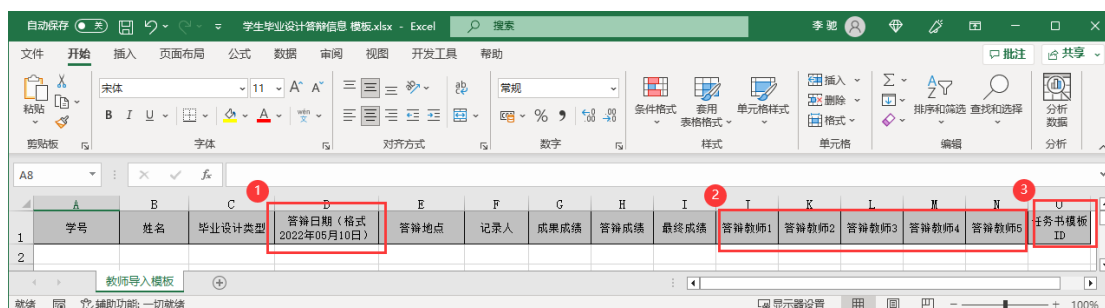 自动保存 关 学生毕业设计答辩信息 模板.xlsx - Excel 搜索 李驰
文件 开始 插入 页面布局 公式 数据 审阅 视图 开发工具 帮助 批注 共享
粘贴 宋体 11 A A ab 常规 条件格式 套用 表格格式 单元格样式 插入 删除 格式 Σ 排序和筛选 查找和选择 分析 数据
B I U A wén 文 % 9 .00
剪贴板 字体 对齐方式 数字 样式 单元格 编辑 分析
A8 fx
1 2 3
A B C D E F G H I J K L M N O
1 学号 姓名 毕业设计类型 答辩日期（格式 2022年05月10日） 答辩地点 记录人 成果成绩 答辩成绩 最终成绩 答辩教师1 答辩教师2 答辩教师3 答辩教师4 答辩教师5 任务书模板 ID
2
教师导入模板
就绪 辅助功能: 一切就绪 显示器设置 100%